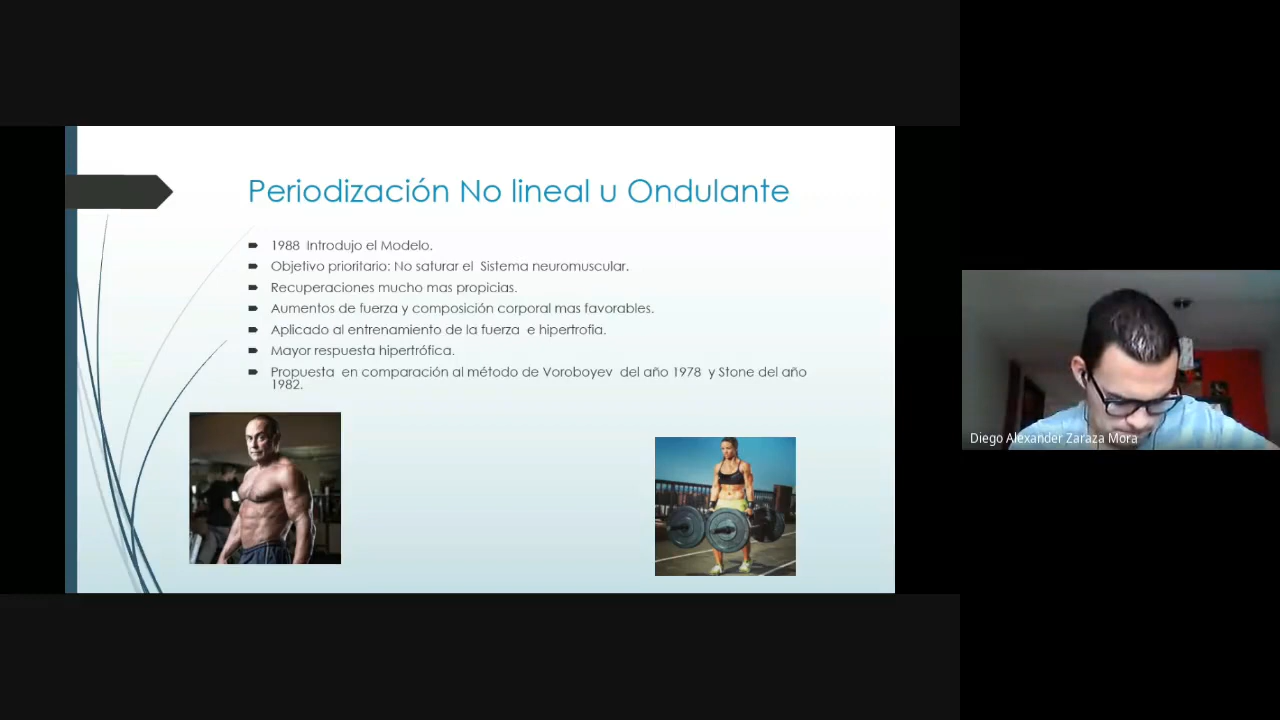 Periodización No lineal u Ondulante
1988 Introdujo el Modelo.
Objetivo prioritario: No saturar el Sistema neuromuscular.
Recuperaciones mucho mas propicias.
Aumentos de fuerza y composición corporal mas favorables.
Aplicado al entrenamiento de la fuerza e hipertrofia.
Mayor respuesta hipertrófica.
Propuesta en comparación al método de Voroboyev del año 1978 y Stone del año
1982.
Diego Alexander Zaraza Mora